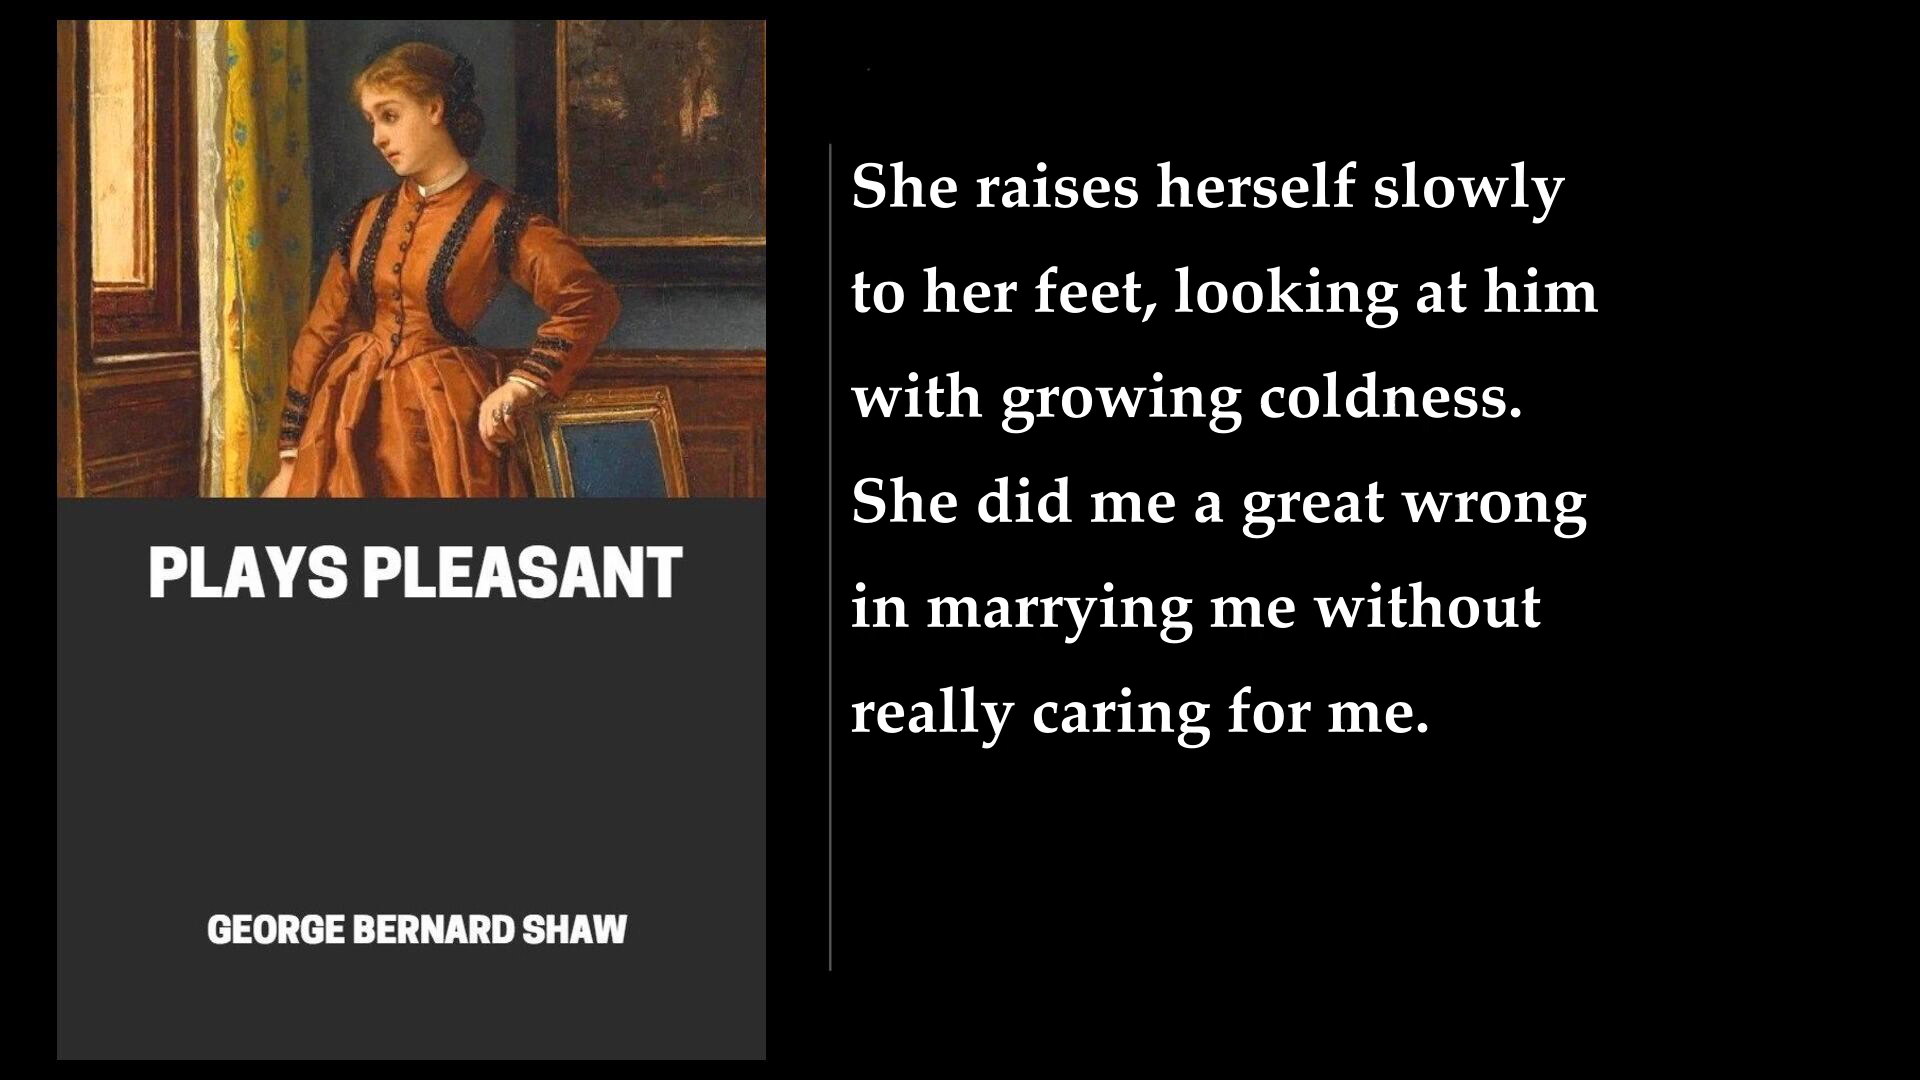 PLAYS PLEASANT
GEORGE BERNARD SHAW
She raises herself slowly
to her feet, looking at him
with growing coldness.
She did me a great wrong
in marrying me without
really caring for me.